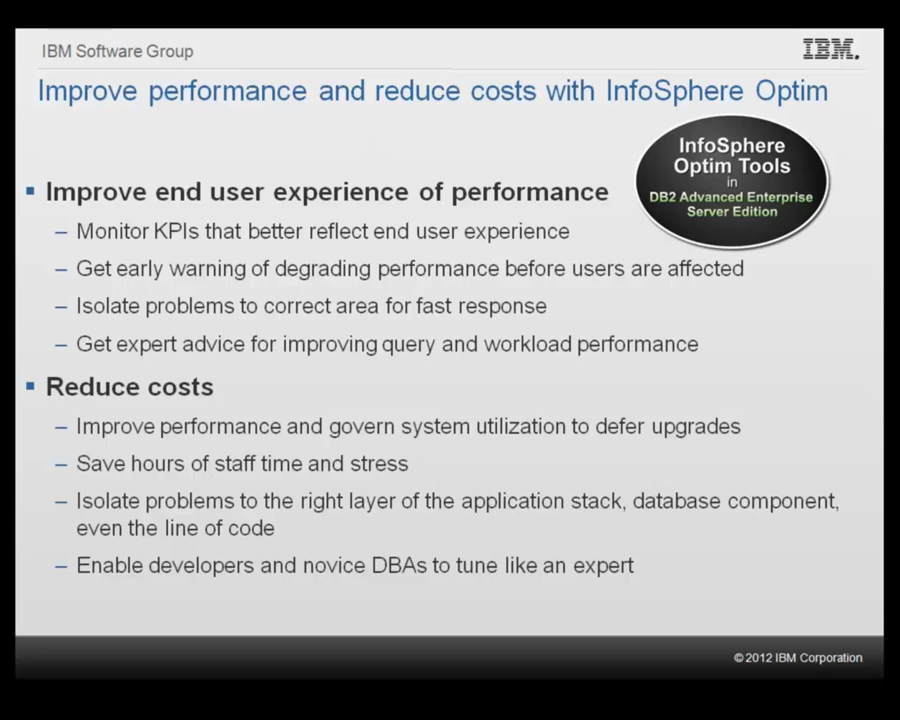 IBM Software Group
IBM.
Improve performance and reduce costs with InfoSphere Optim
InfoSphere
Optim Tools
in
DB2 Advanced Enterprise
Server Edition
▪ Improve end user experience of performance
– Monitor KPIs that better reflect end user experience
– Get early warning of degrading performance before users are affected
– Isolate problems to correct area for fast response
– Get expert advice for improving query and workload performance
▪ Reduce costs
– Improve performance and govern system utilization to defer upgrades
– Save hours of staff time and stress
– Isolate problems to the right layer of the application stack, database component,
even the line of code
– Enable developers and novice DBAs to tune like an expert
© 2012 IBM Corporation